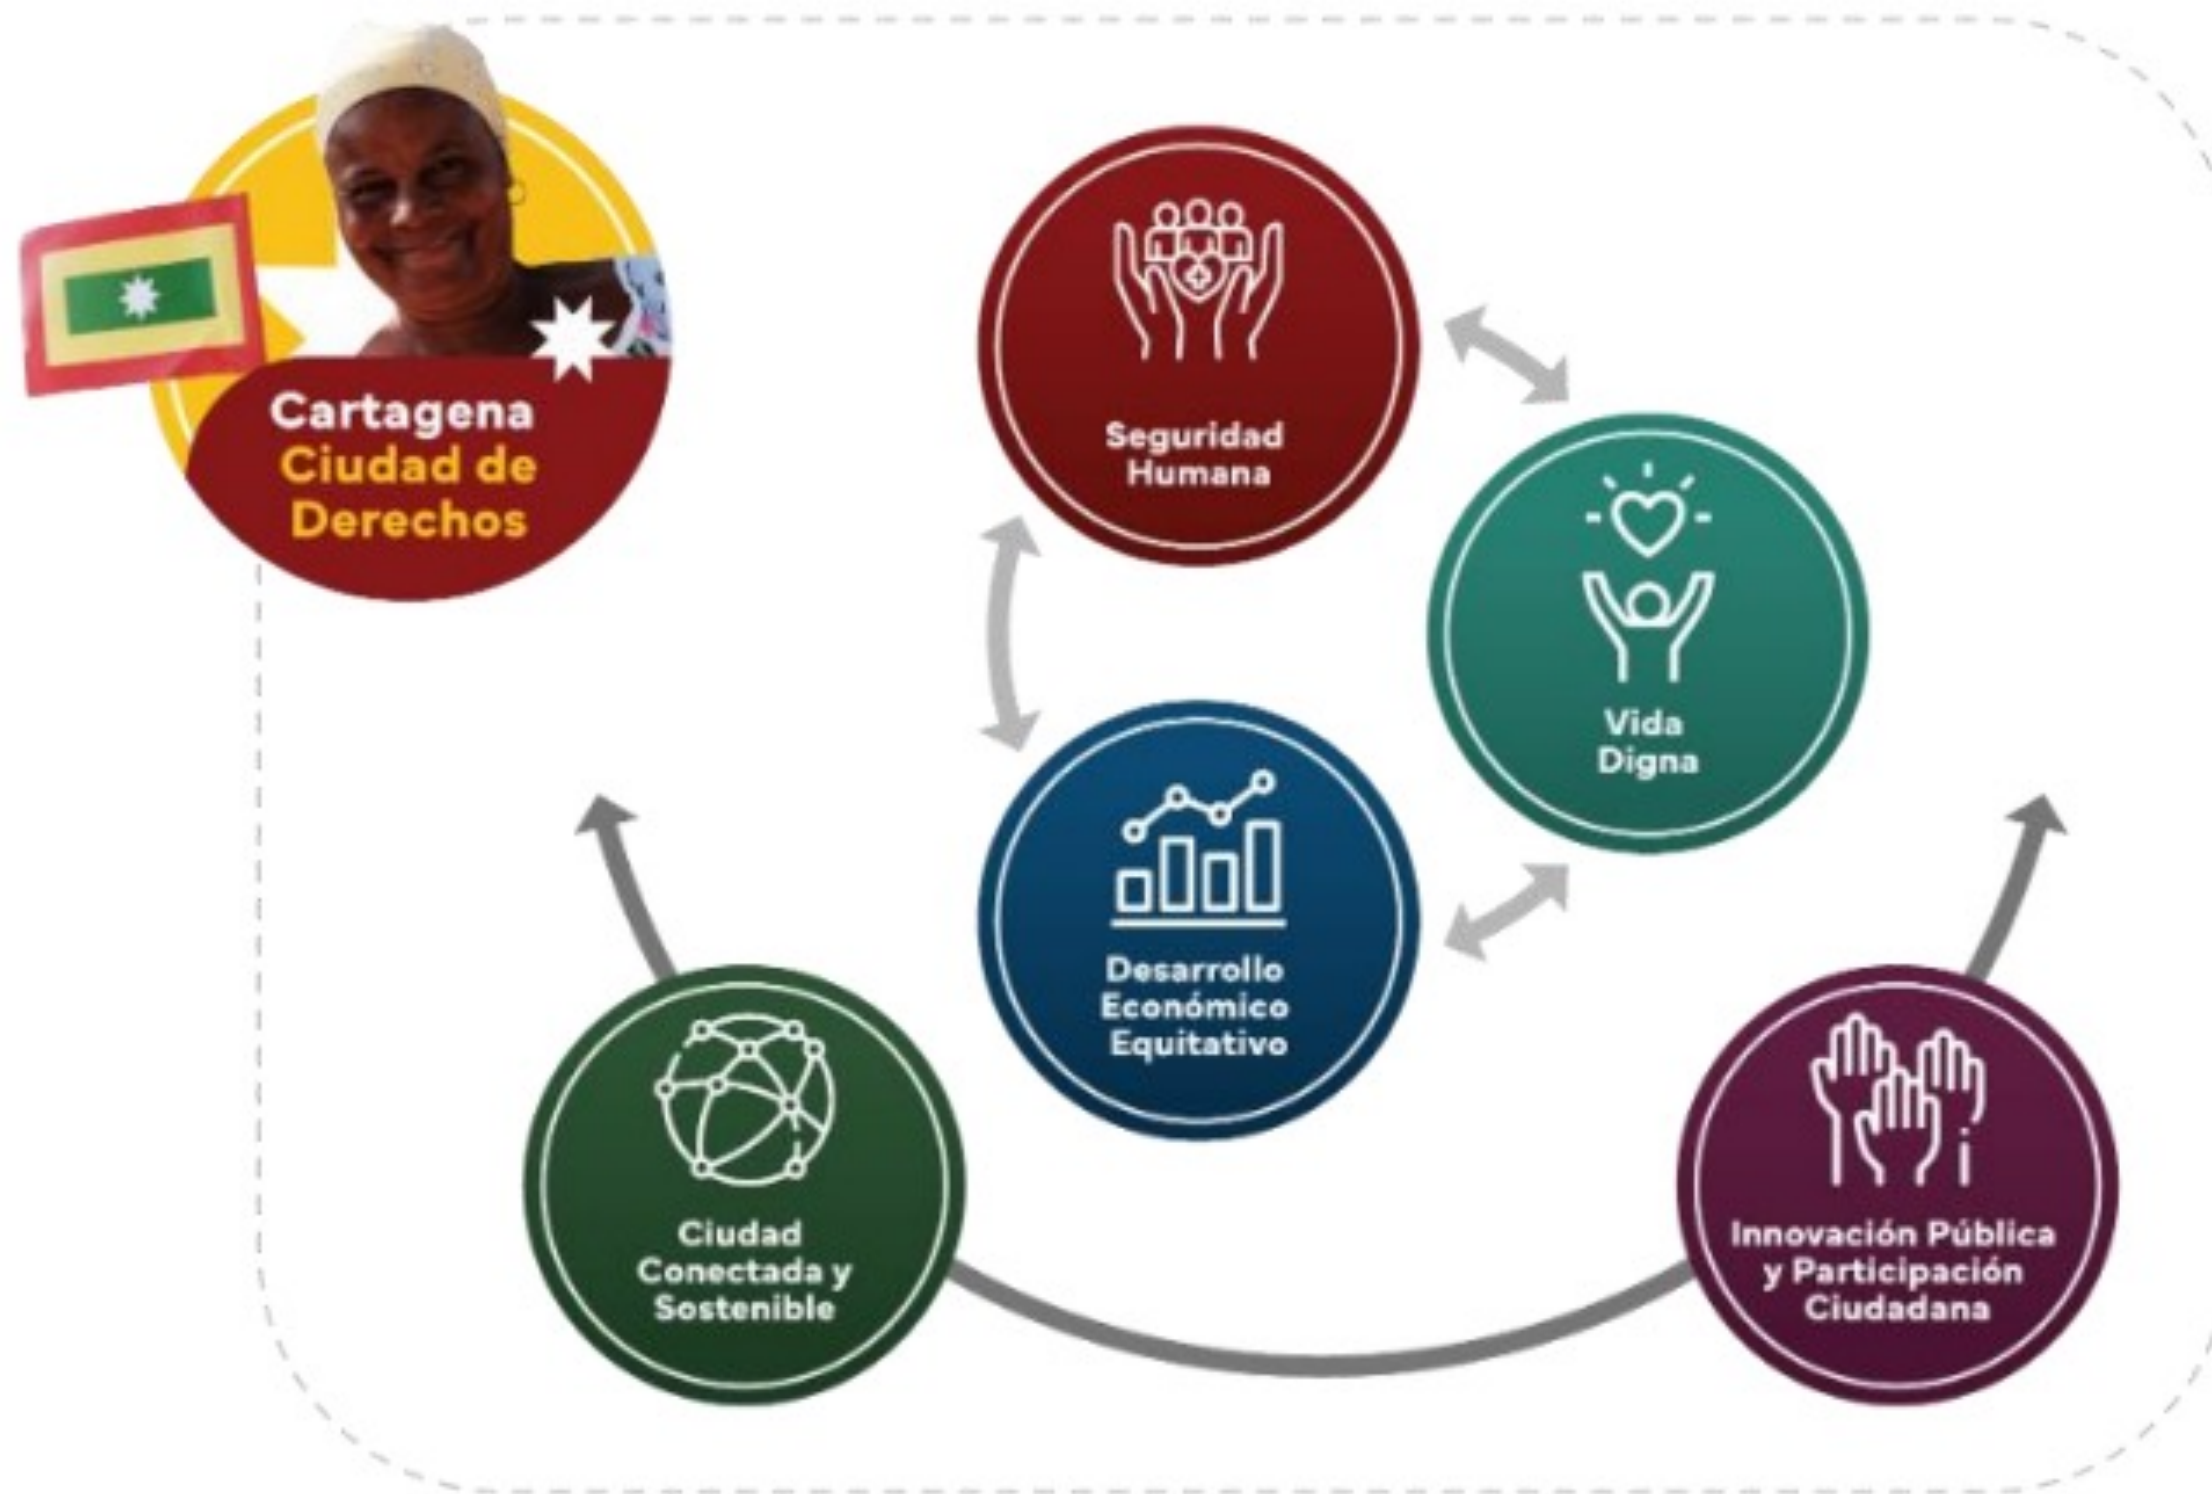 Cartagena
Ciudad de
Derechos
Seguridad
Humana
Vida
Digna
Desarrollo
Económico
Equitativo
Ciudad
Conectada y
Sostenible
Innovación Pública
y Participación
Ciudadana